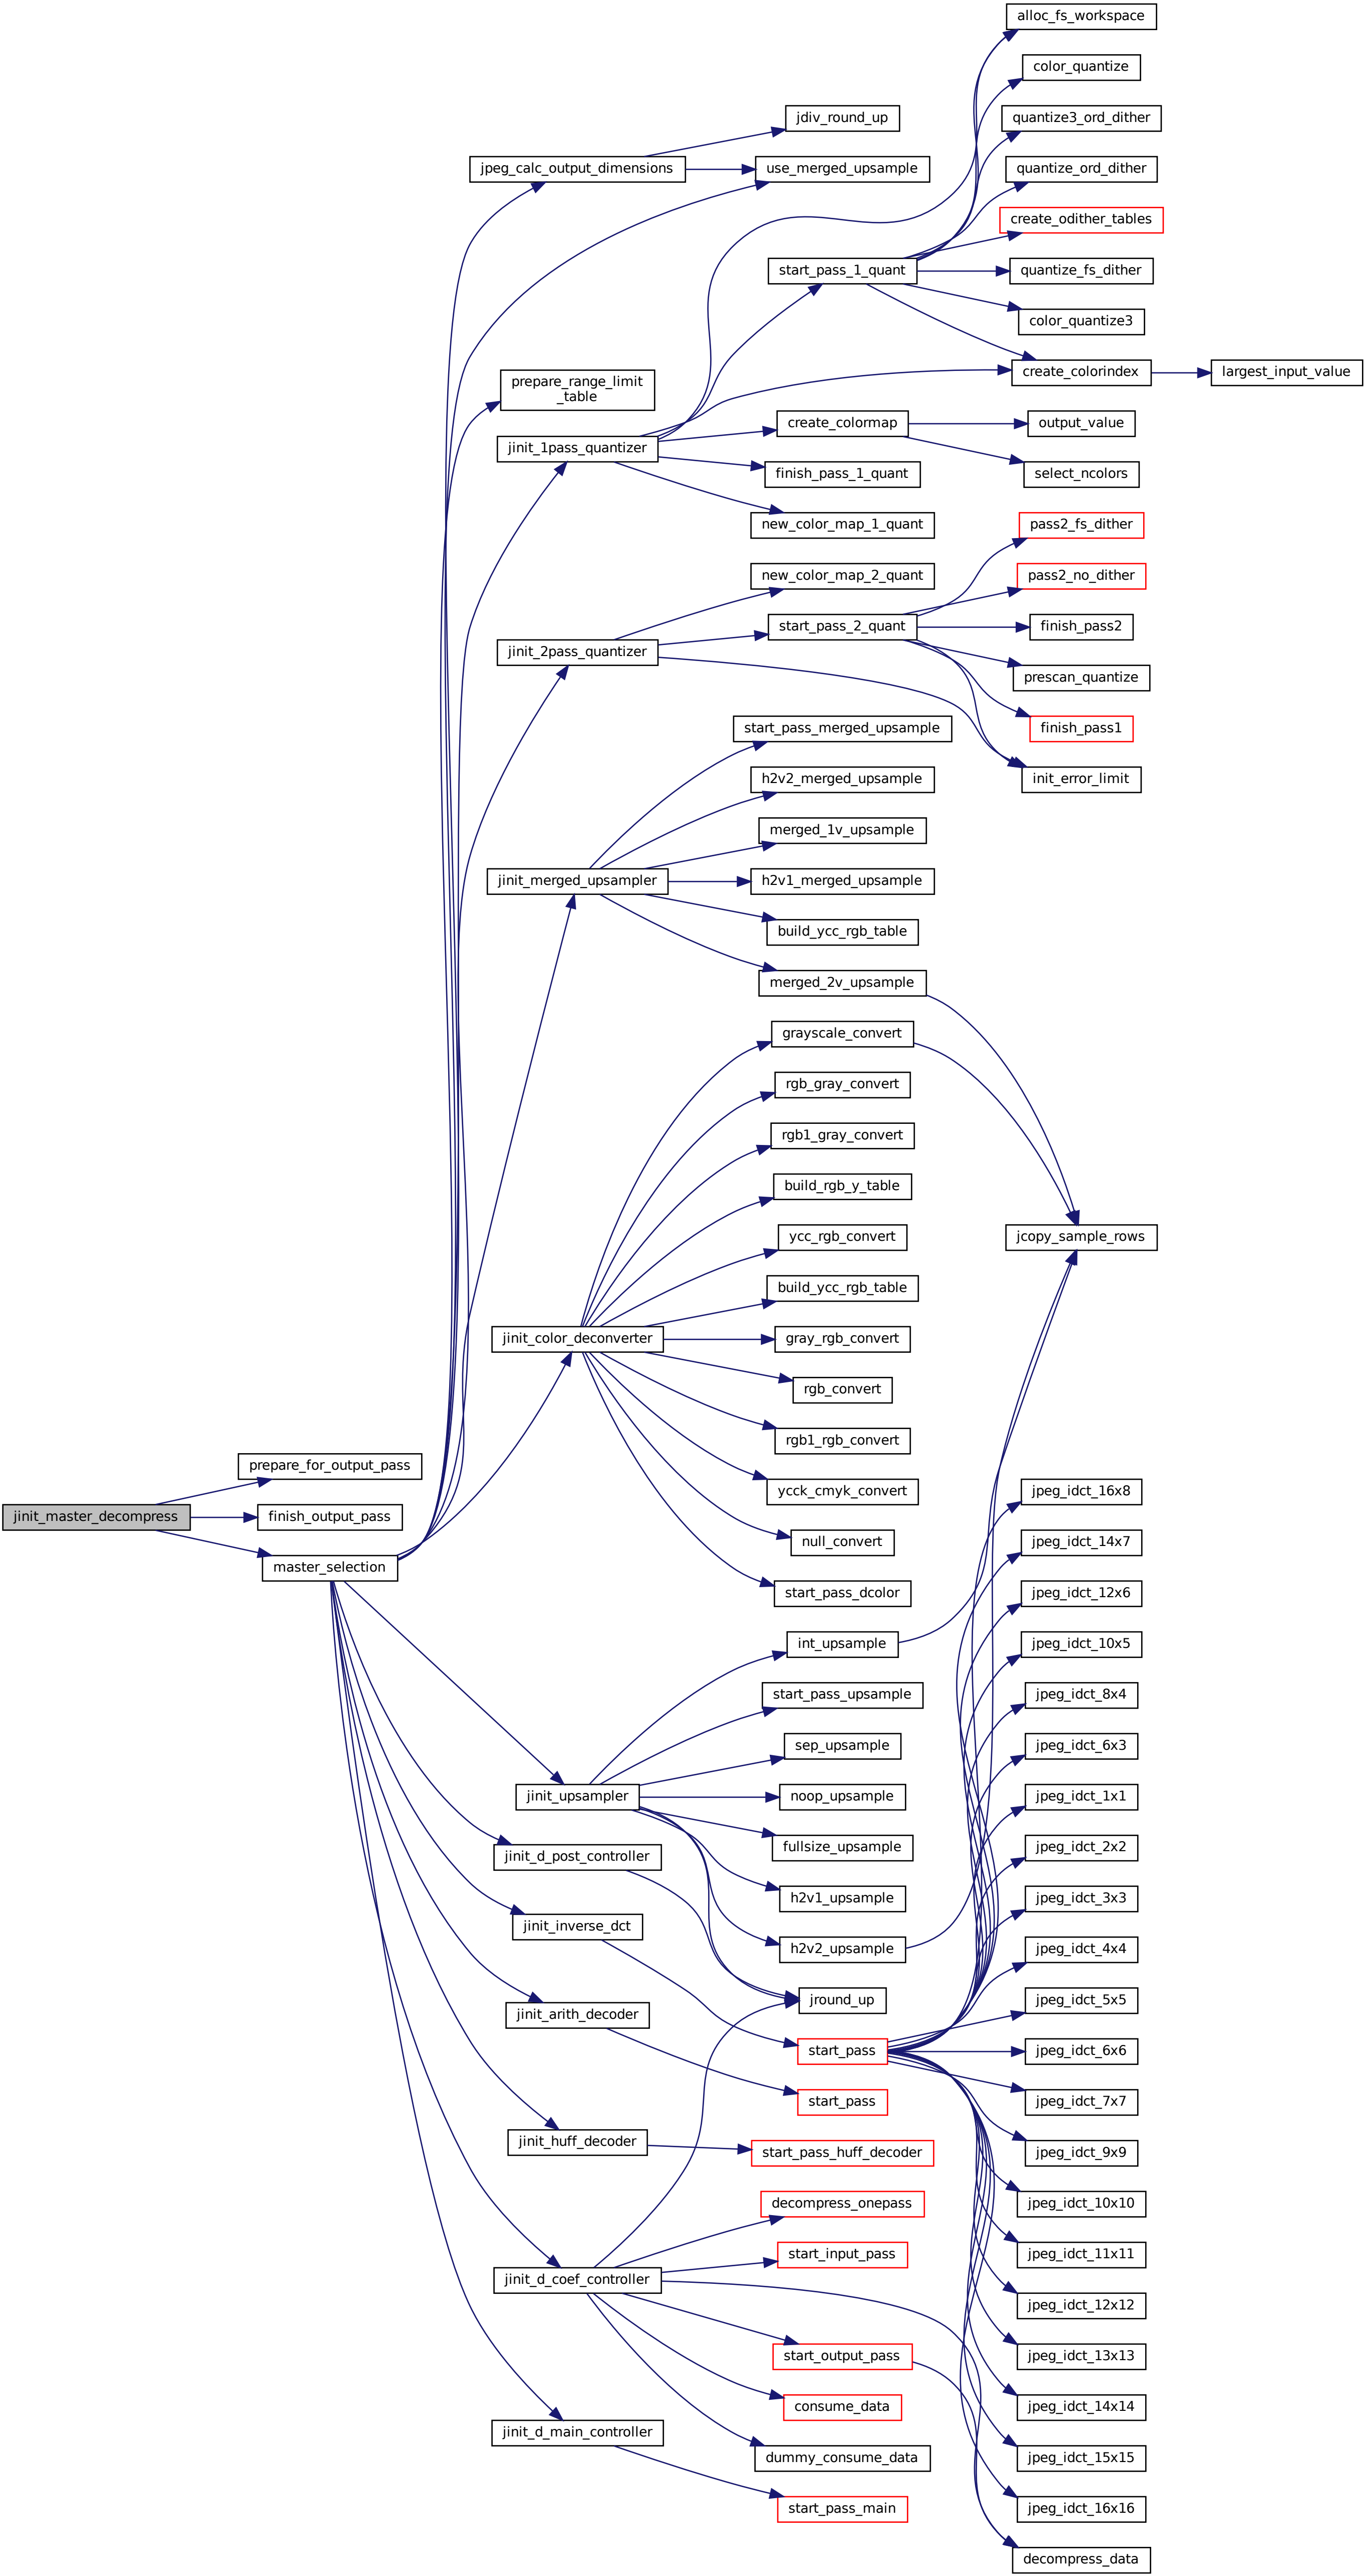 alloc_fs_workspace
color_quantize
jdiv_round_up
quantize3_ord_dither
jpeg_calc_output_dimensions
use_merged_upsample
quantize_ord_dither
create_odither_tables
start_pass_1_quant
quantize_fs_dither
color_quantize3
create_colorindex
largest_input_value
prepare_range_limit
_table
jinit_1pass_quantizer
create_colormap
output_value
finish_pass_1_quant
select_ncolors
new_color_map_1_quant
pass2_fs_dither
new_color_map_2_quant
pass2_no_dither
jinit_2pass_quantizer
start_pass_2_quant
finish_pass2
prescan_quantize
start_pass_merged_upsample
finish_pass1
h2v2_merged_upsample
init_error_limit
merged_1v_upsample
jinit_merged_upsampler
h2v1_merged_upsample
build_ycc_rgb_table
merged_2v_upsample
grayscale_convert
rgb_gray_convert
rgb1_gray_convert
build_rgb_y_table
ycc_rgb_convert
jcopy_sample_rows
build_ycc_rgb_table
jinit_color_deconverter
gray_rgb_convert
rgb_convert
rgb1_rgb_convert
prepare_for_output_pass
ycck_cmyk_convert
jpeg_idct_16x8
jinit_master_decompress
finish_output_pass
null_convert
jpeg_idct_14x7
master_selection
start_pass_dcolor
jpeg_idct_12x6
int_upsample
jpeg_idct_10x5
start_pass_upsample
jpeg_idct_8x4
sep_upsample
jpeg_idct_6x3
jinit_upsampler
noop_upsample
jpeg_idct_1x1
jinit_d_post_controller
fullsize_upsample
jpeg_idct_2x2
h2v1_upsample
jpeg_idct_3x3
jinit_inverse_dct
h2v2_upsample
jpeg_idct_4x4
jinit_arith_decoder
jround_up
jpeg_idct_5x5
start_pass
jpeg_idct_6x6
start_pass
jpeg_idct_7x7
jinit_huff_decoder
start_pass_huff_decoder
jpeg_idct_9x9
decompress_onepass
jpeg_idct_10x10
start_input_pass
jpeg_idct_11x11
jinit_d_coef_controller
jpeg_idct_12x12
start_output_pass
jpeg_idct_13x13
consume_data
jpeg_idct_14x14
jinit_d_main_controller
dummy_consume_data
jpeg_idct_15x15
start_pass_main
jpeg_idct_16x16
decompress_data